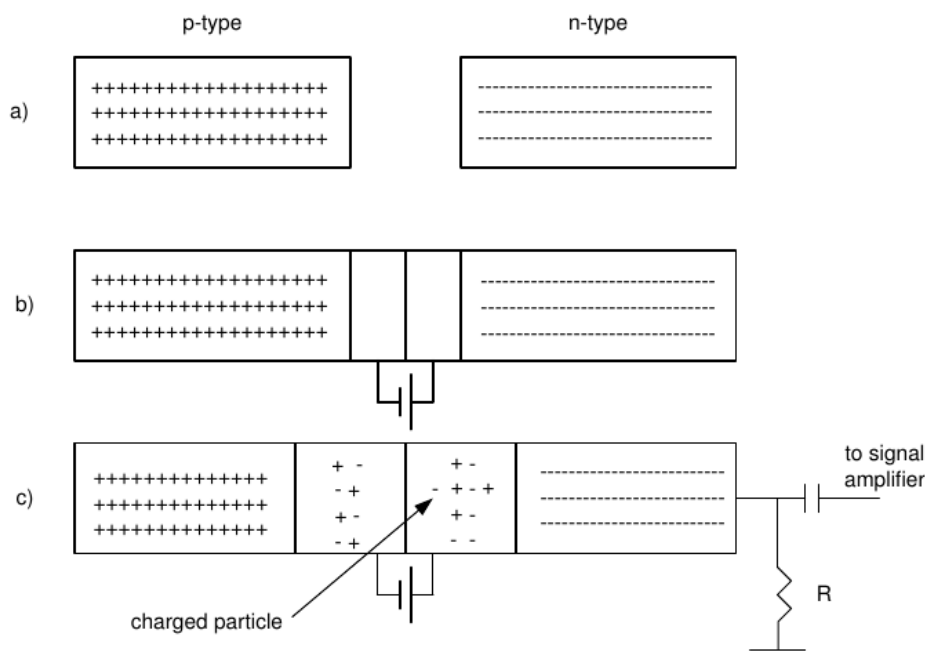 p-type
n-type
a)
b)
c)
to signal
amplifier
R
charged particle